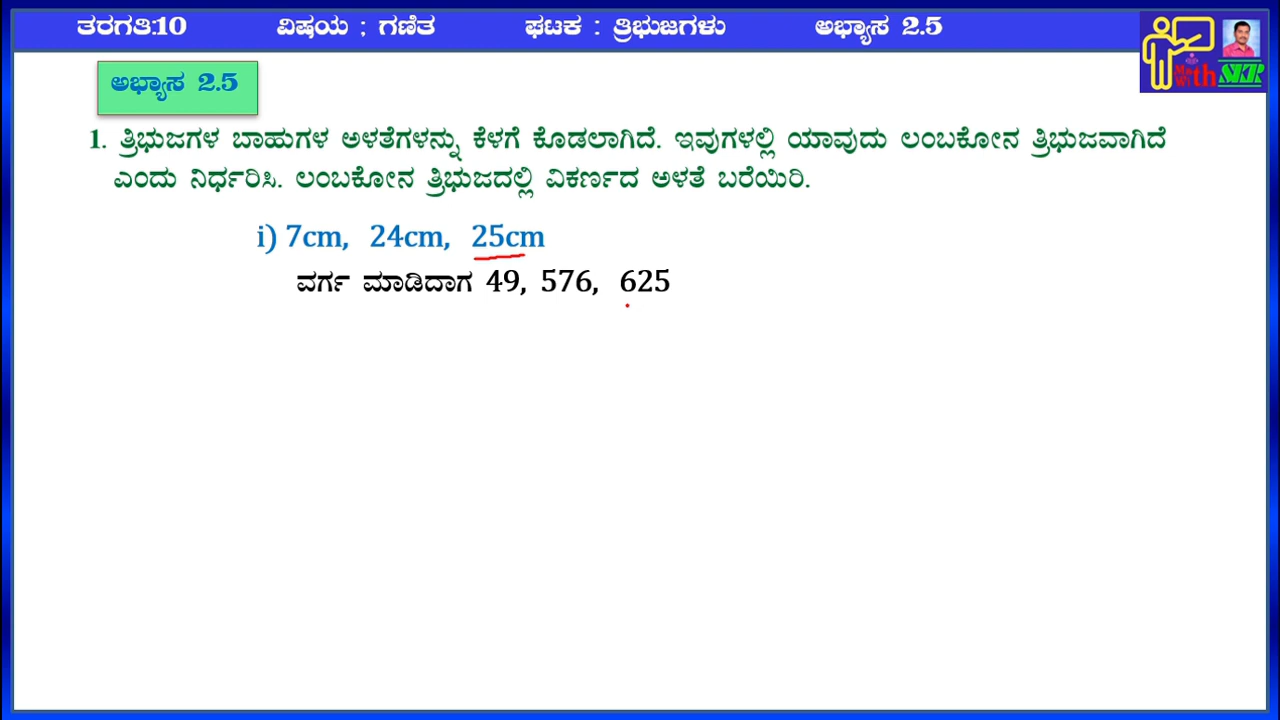 ತರಗತಿ:10 ವಿಷಯ ; ಗಣಿತ ಘಟಕ : ತ್ರಿಭುಜಗಳು ಅಭ್ಯಾಸ 2.5
ಅಭ್ಯಾಸ 2.5
1. ತ್ರಿಭುಜಗಳ ಬಾಹುಗಳ ಅಳತೆಗಳನ್ನು ಕೆಳಗೆ ಕೊಡಲಾಗಿದೆ. ಇವುಗಳಲ್ಲಿ ಯಾವುದು ಲಂಬಕೋನ ತ್ರಿಭುಜವಾಗಿದೆ
ಎಂದು ನಿರ್ಧರಿಸಿ. ಲಂಬಕೋನ ತ್ರಿಭುಜದಲ್ಲಿ ವಿಕರ್ಣದ ಅಳತೆ ಬರೆಯಿರಿ.
i) 7cm, 24cm, 25cm
ವರ್ಗ ಮಾಡಿದಾಗ 49, 576, 625